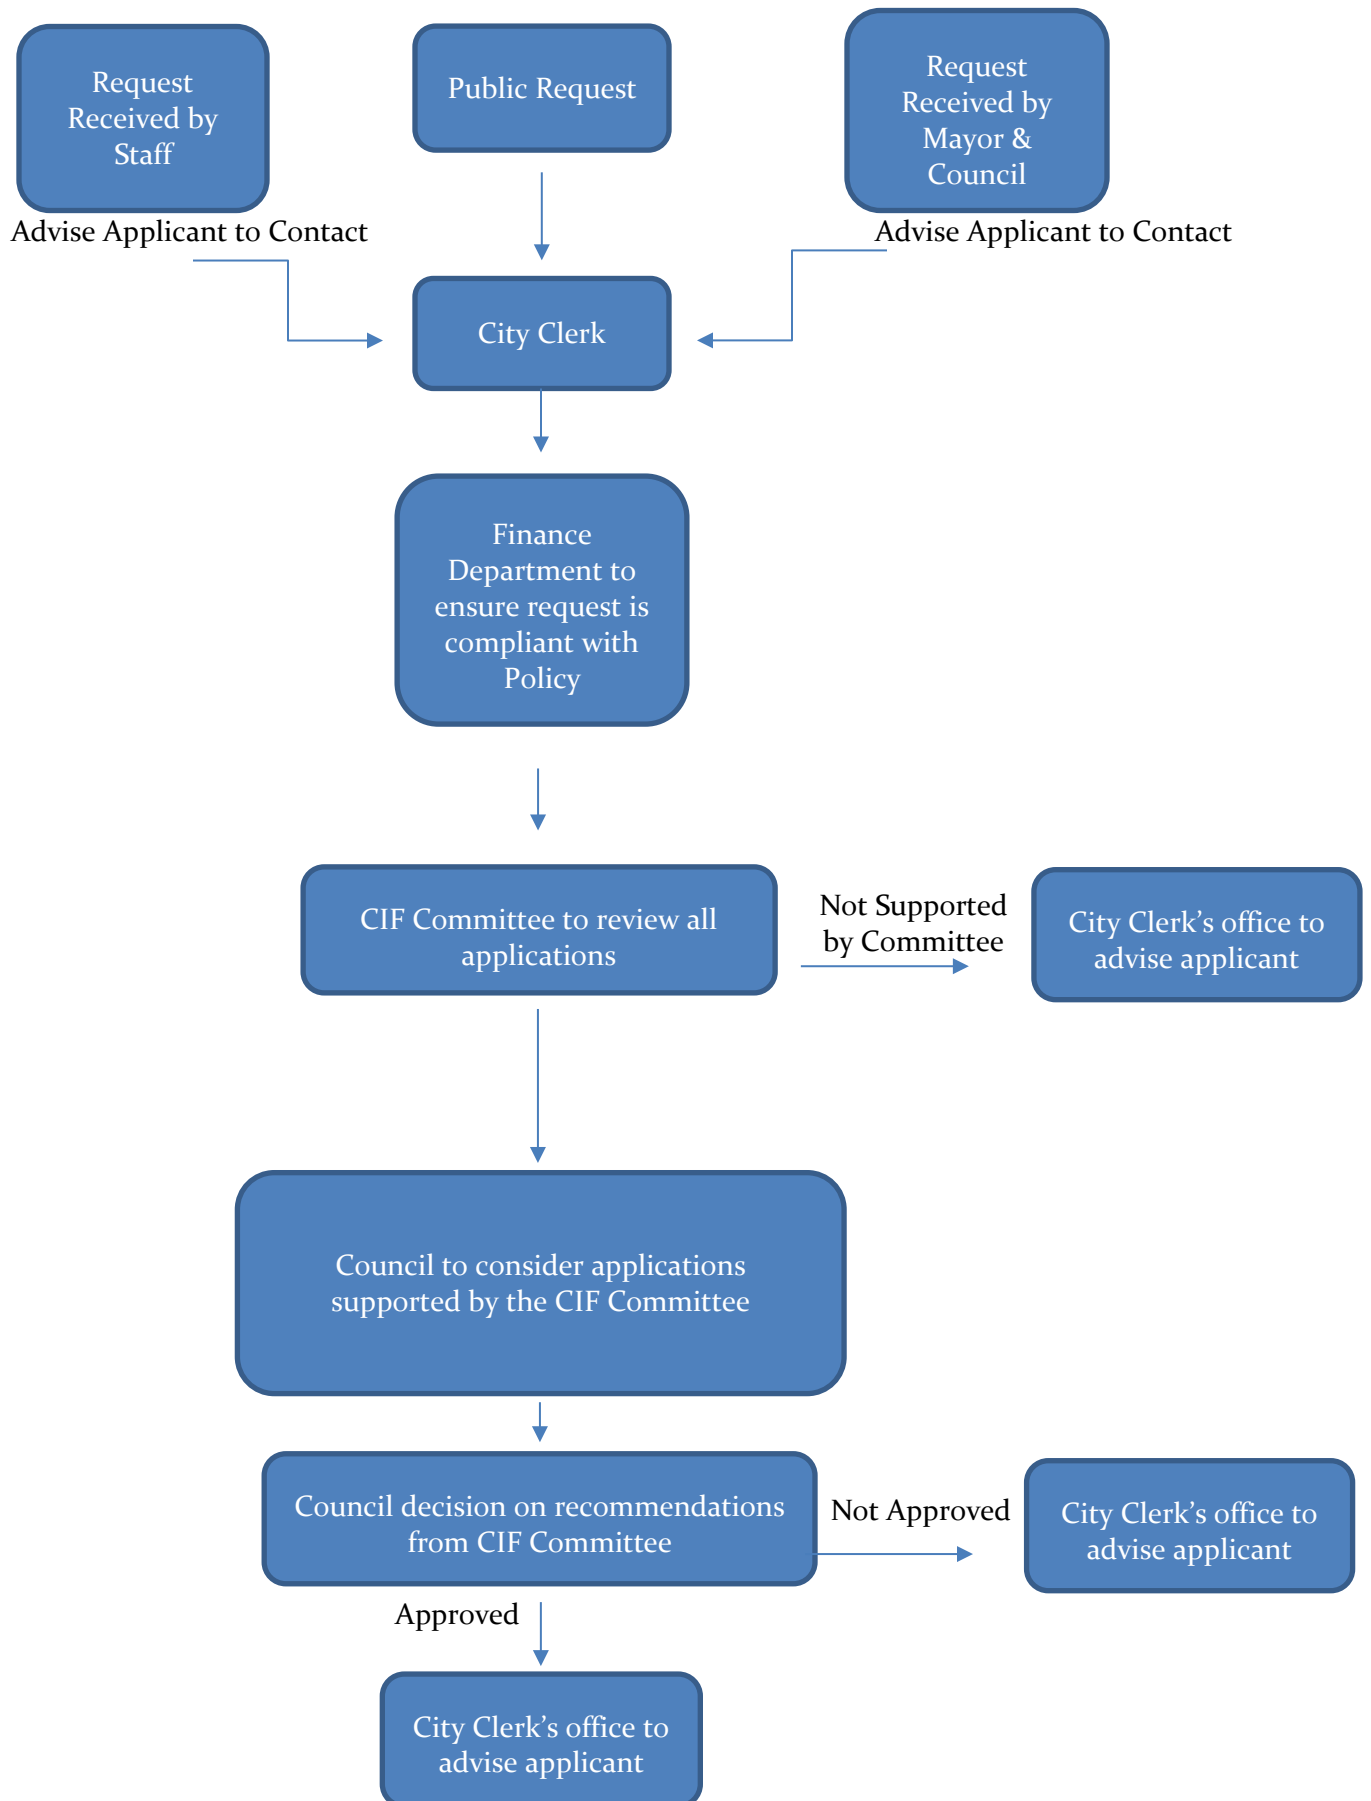 Request
Received by
Staff
Public Request
Request
Received by
Mayor &
Council
Advise Applicant to Contact
Advise Applicant to Contact
City Clerk
Finance
Department to
ensure request is
compliant with
Policy
CIF Committee to review all
applications
Not Supported
by Committee
City Clerk’s office to
advise applicant
Council to consider applications
supported by the CIF Committee
Council decision on recommendations
from CIF Committee
Not Approved
City Clerk’s office to
advise applicant
Approved
City Clerk’s office to
advise applicant